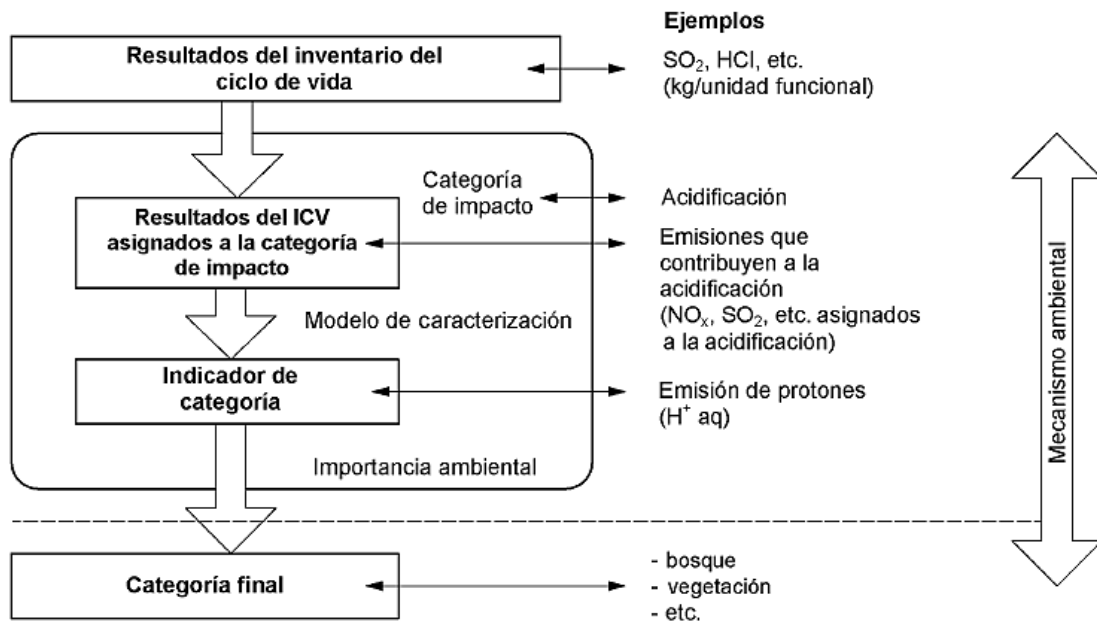 Ejemplos
Resultados del inventario del
ciclo de vida
SO₂, HCl, etc.
(kg/unidad funcional)
Categoría
de impacto
Acidificación
Resultados del ICV
asignados a la categoría
de impacto
Emisiones que
contribuyen a la
acidificación
(NOₓ, SO₂, etc. asignados
a la acidificación)
Modelo de caracterización
Indicador de
categoría
Emisión de protones
(H⁺ aq)
Importancia ambiental
Mecanismo ambiental
Categoría final
- bosque
- vegetación
- etc.